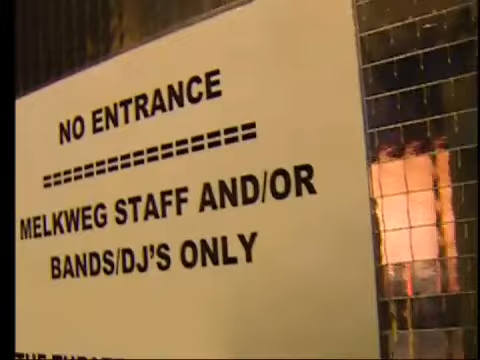 NO ENTRANCE
================
MELKWEG STAFF AND/OR
BANDS/DJ'S ONLY